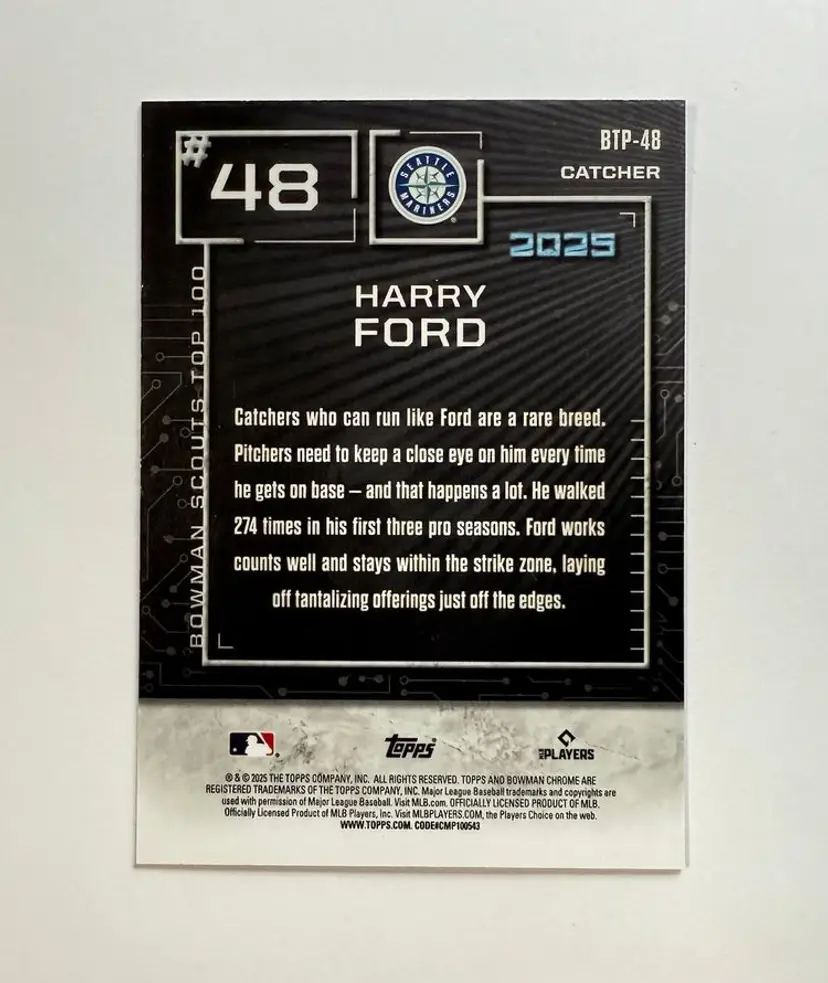 #48
SEATTLE
MARINERS
BTP-48
CATCHER
2025
BOWMAN SCOUTS TOP 100
HARRY
FORD
Catchers who can run like Ford are a rare breed.
Pitchers need to keep a close eye on him every time
he gets on base — and that happens a lot. He walked
274 times in his first three pro seasons. Ford works
counts well and stays within the strike zone, laying
off tantalizing offerings just off the edges.
Topps
MLB PLAYERS
® & © 2025 THE TOPPS COMPANY, INC. ALL RIGHTS RESERVED. TOPPS AND BOWMAN CHROME ARE
REGISTERED TRADEMARKS OF THE TOPPS COMPANY, INC. Major League Baseball trademarks and copyrights are
used with permission of Major League Baseball. Visit MLB.com. OFFICIALLY LICENSED PRODUCT OF MLB.
Officially Licensed Product of MLB Players, Inc. Visit MLBPLAYERS.COM, the Players Choice on the web.
WWW.TOPPS.COM. CODE#CMP100543